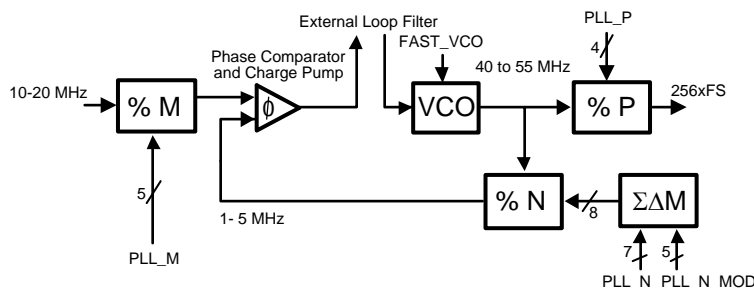 External Loop Filter
PLL_P
FAST_VCO
4
Phase Comparator
and Charge Pump
40 to 55 MHz
10-20 MHz
% M
ϕ
VCO
% P
256xFS
5
% N
8
ΣΔM
1- 5 MHz
7
5
PLL_M
PLL_N PLL_N_MOD